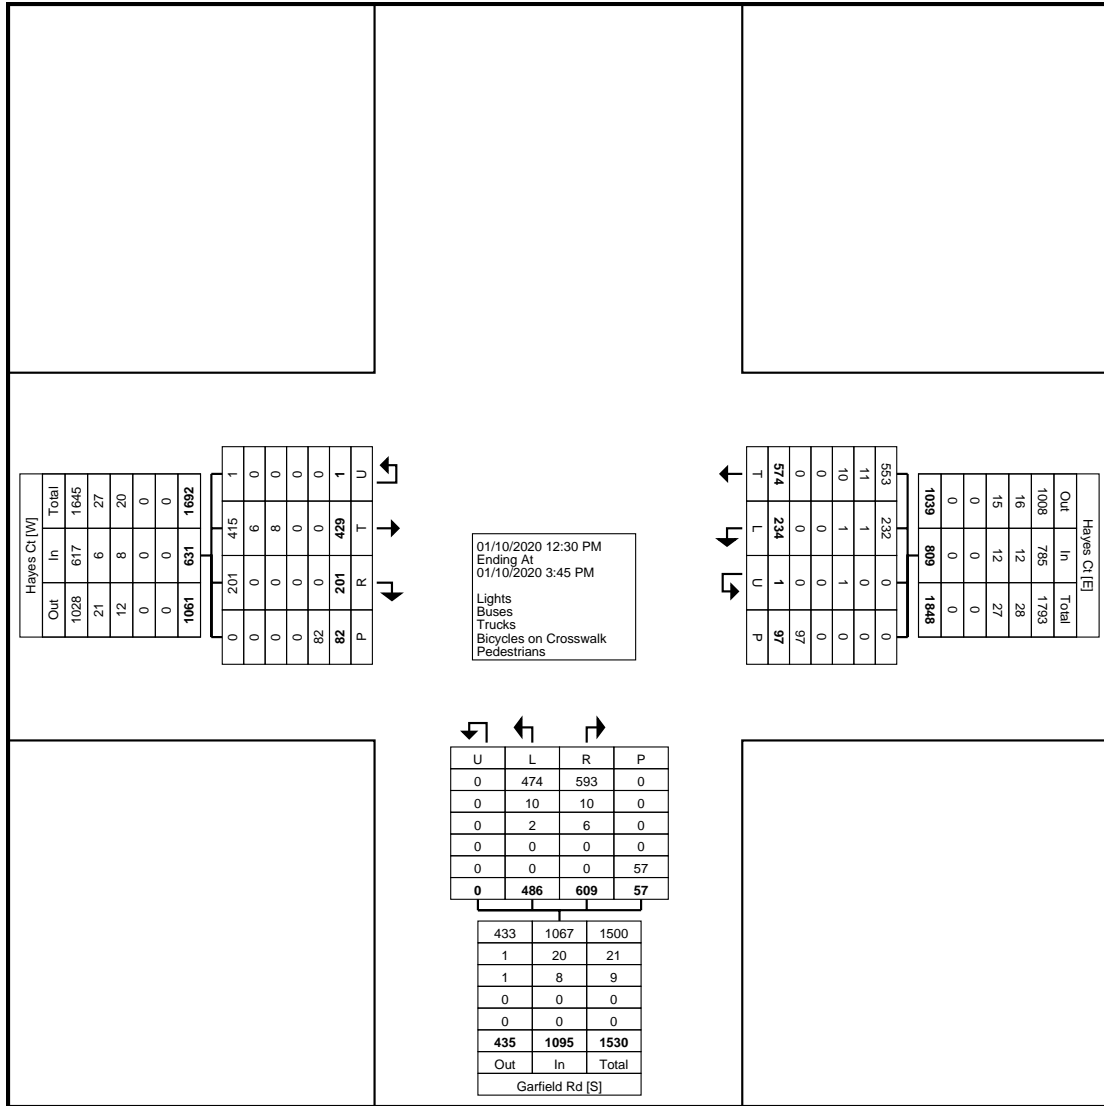 Hayes Ct [W]
Total In Out
1645 617 1028
27 6 21
20 8 12
0 0 0
0 0 0
1692 631 1061
1 415 201 0
0 6 0 0
0 8 0 0
0 0 0 0
0 0 0 82
1 429 201 82
U T R P
01/10/2020 12:30 PM
Ending At
01/10/2020 3:45 PM
Lights
Buses
Trucks
Bicycles on Crosswalk
Pedestrians
Hayes Ct [E]
Out In Total
1008 785 1793
16 12 28
15 12 27
0 0 0
0 0 0
1039 809 1848
553 232 0 0
11 1 0 0
10 1 1 0
0 0 0 0
0 0 0 97
574 234 1 97
T L U P
U L R P
0 474 593 0
0 10 10 0
0 2 6 0
0 0 0 0
0 0 0 57
0 486 609 57
433 1067 1500
1 20 21
1 8 9
0 0 0
0 0 0
435 1095 1530
Out In Total
Garfield Rd [S]